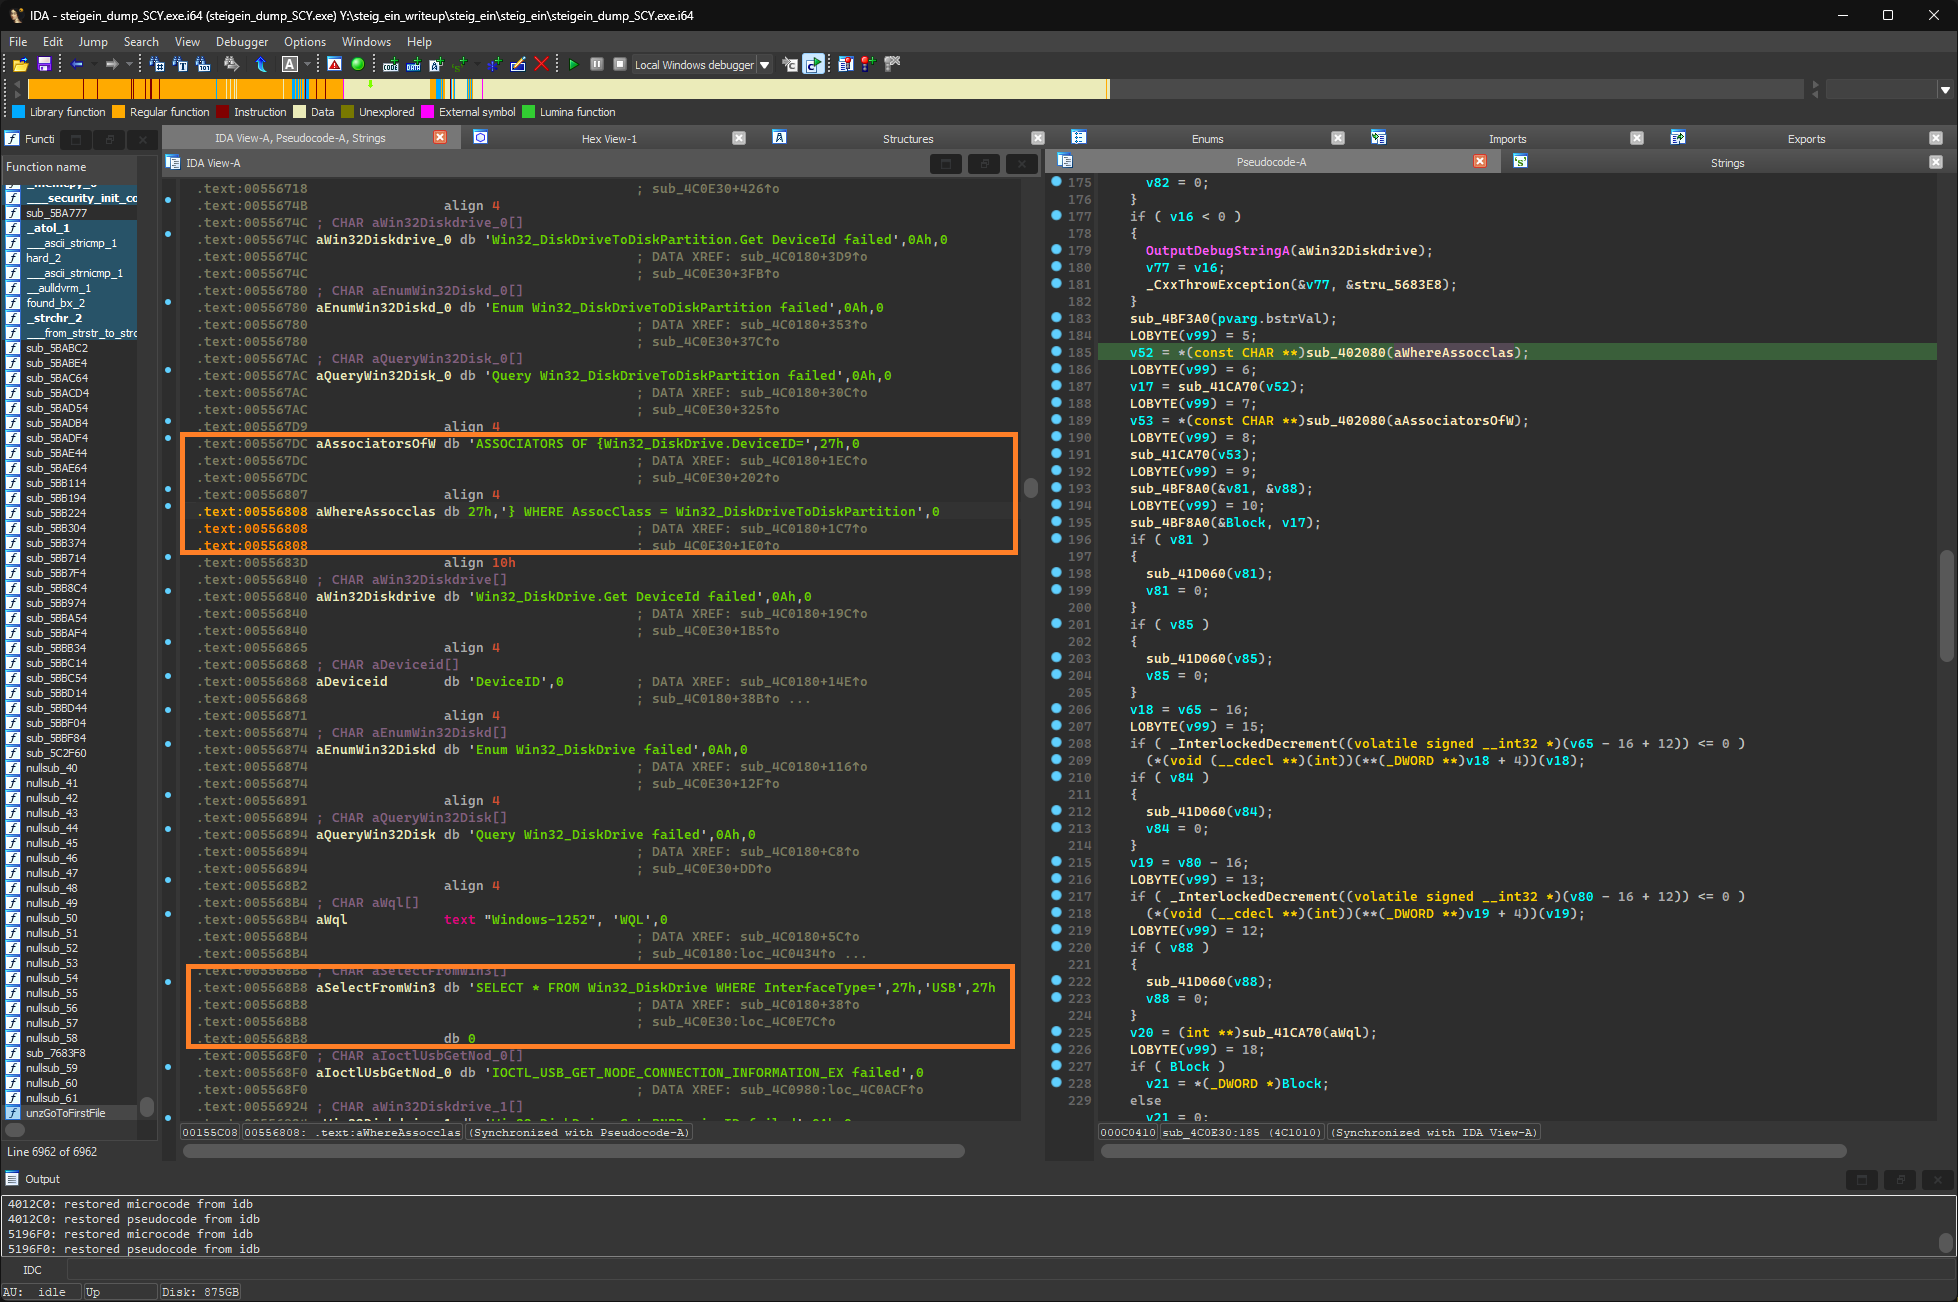 IDA - steigein_dump_SCY.exe.i64 (steigein_dump_SCY.exe) Y:\steig_ein_writeup\steig_ein\steig_ein\steigein_dump_SCY.exe.i64
File Edit Jump Search View Debugger Options Windows Help
Local Windows debugger
Library function Regular function Instruction Data Unexplored External symbol Lumina function
Functi
IDA View-A, Pseudocode-A, Strings Hex View-1 Structures Enums Imports Exports
Function name
___security_init_co
sub_5BA777
_atol_1
___ascii_stricmp_1
hard_2
___ascii_strnicmp_1
__aulldvrm_1
found_bx_2
_strchr_2
___from_strstr_to_strc
sub_5BABC2
sub_5BABE4
sub_5BAC64
sub_5BACD4
sub_5BAD54
sub_5BADB4
sub_5BADF4
sub_5BAE44
sub_5BAE64
sub_5BB114
sub_5BB194
sub_5BB224
sub_5BB304
sub_5BB374
sub_5BB714
sub_5BB7F4
sub_5BB8C4
sub_5BB974
sub_5BBA54
sub_5BBAF4
sub_5BBB34
sub_5BBC14
sub_5BBC54
sub_5BBD14
sub_5BBD44
sub_5BBF04
sub_5BBF84
sub_5C2F60
nullsub_40
nullsub_41
nullsub_42
nullsub_43
nullsub_44
nullsub_45
nullsub_46
nullsub_47
nullsub_48
nullsub_49
nullsub_50
nullsub_51
nullsub_52
nullsub_53
nullsub_54
nullsub_55
nullsub_56
nullsub_57
nullsub_58
sub_7683F8
nullsub_59
nullsub_60
nullsub_61
unzGoToFirstFile
Line 6962 of 6962
IDA View-A
.text:00556718 ; sub_4C0E30+426↑o
.text:0055674B align 4
.text:0055674C ; CHAR aWin32Diskdrive_0[]
.text:0055674C aWin32Diskdrive_0 db 'Win32_DiskDriveToDiskPartition.Get DeviceId failed',0Ah,0
.text:0055674C ; DATA XREF: sub_4C0180+3D9↑o
.text:0055674C ; sub_4C0E30+3FB↑o
.text:00556780 ; CHAR aEnumWin32Diskd_0[]
.text:00556780 aEnumWin32Diskd_0 db 'Enum Win32_DiskDriveToDiskPartition failed',0Ah,0
.text:00556780 ; DATA XREF: sub_4C0180+353↑o
.text:00556780 ; sub_4C0E30+37C↑o
.text:005567AC ; CHAR aQueryWin32Disk_0[]
.text:005567AC aQueryWin32Disk_0 db 'Query Win32_DiskDriveToDiskPartition failed',0Ah,0
.text:005567AC ; DATA XREF: sub_4C0180+30C↑o
.text:005567AC ; sub_4C0E30+325↑o
.text:005567D9 align 4
.text:005567DC aAssociatorsOfW db 'ASSOCIATORS OF {Win32_DiskDrive.DeviceID=',27h,0
.text:005567DC ; DATA XREF: sub_4C0180+1EC↑o
.text:005567DC ; sub_4C0E30+202↑o
.text:00556807 align 4
.text:00556808 aWhereAssocclas db 27h,'} WHERE AssocClass = Win32_DiskDriveToDiskPartition',0
.text:00556808 ; DATA XREF: sub_4C0180+1C7↑o
.text:00556808 ; sub_4C0E30+1E0↑o
.text:0055683D align 10h
.text:00556840 ; CHAR aWin32Diskdrive[]
.text:00556840 aWin32Diskdrive db 'Win32_DiskDrive.Get DeviceId failed',0Ah,0
.text:00556840 ; DATA XREF: sub_4C0180+19C↑o
.text:00556840 ; sub_4C0E30+1B5↑o
.text:00556865 align 4
.text:00556868 ; CHAR aDeviceid[]
.text:00556868 aDeviceid db 'DeviceID',0 ; DATA XREF: sub_4C0180+14E↑o
.text:00556868 ; sub_4C0180+38B↑o ...
.text:00556871 align 4
.text:00556874 ; CHAR aEnumWin32Diskd[]
.text:00556874 aEnumWin32Diskd db 'Enum Win32_DiskDrive failed',0Ah,0
.text:00556874 ; DATA XREF: sub_4C0180+116↑o
.text:00556874 ; sub_4C0E30+12F↑o
.text:00556891 align 4
.text:00556894 ; CHAR aQueryWin32Disk[]
.text:00556894 aQueryWin32Disk db 'Query Win32_DiskDrive failed',0Ah,0
.text:00556894 ; DATA XREF: sub_4C0180+C8↑o
.text:00556894 ; sub_4C0E30+DD↑o
.text:005568B2 align 4
.text:005568B4 ; CHAR aWql[]
.text:005568B4 aWql text "Windows-1252", 'WQL',0
.text:005568B4 ; DATA XREF: sub_4C0180+5C↑o
.text:005568B4 ; sub_4C0180:loc_4C0434↑o ...
.text:005568B8 ; CHAR aSelectFromWin3[]
.text:005568B8 aSelectFromWin3 db 'SELECT * FROM Win32_DiskDrive WHERE InterfaceType=',27h,'USB',27h
.text:005568B8 ; DATA XREF: sub_4C0180+38↑o
.text:005568B8 ; sub_4C0E30:loc_4C0E7C↑o
.text:005568B8 db 0
.text:005568F0 ; CHAR aIoctlUsbGetNod_0[]
.text:005568F0 aIoctlUsbGetNod_0 db 'IOCTL_USB_GET_NODE_CONNECTION_INFORMATION_EX failed',0
.text:005568F0 ; DATA XREF: sub_4C0980:loc_4C0ACF↑o
.text:00556924 ; CHAR aWin32Diskdrive_1[]
00155C08 00556808: .text:aWhereAssocclas (Synchronized with Pseudocode-A)
Pseudocode-A Strings
175 v82 = 0;
176 }
177 if ( v16 < 0 )
178 {
179 OutputDebugStringA(aWin32Diskdrive);
180 v77 = v16;
181 _CxxThrowException(&v77, &stru_5683E8);
182 }
183 sub_4BF3A0(pvarg.bstrVal);
184 LOBYTE(v99) = 5;
185 v52 = *(const CHAR **)sub_402080(aWhereAssocclas);
186 LOBYTE(v99) = 6;
187 v17 = sub_41CA70(v52);
188 LOBYTE(v99) = 7;
189 v53 = *(const CHAR **)sub_402080(aAssociatorsOfW);
190 LOBYTE(v99) = 8;
191 sub_41CA70(v53);
192 LOBYTE(v99) = 9;
193 sub_4BF8A0(&v81, &v88);
194 LOBYTE(v99) = 10;
195 sub_4BF8A0(&Block, v17);
196 if ( v81 )
197 {
198 sub_41D060(v81);
199 v81 = 0;
200 }
201 if ( v85 )
202 {
203 sub_41D060(v85);
204 v85 = 0;
205 }
206 v18 = v65 - 16;
207 LOBYTE(v99) = 15;
208 if ( _InterlockedDecrement((volatile signed __int32 *)(v65 - 16 + 12)) <= 0 )
209 (*(void (__cdecl **)(int))(**(_DWORD **)v18 + 4))(v18);
210 if ( v84 )
211 {
212 sub_41D060(v84);
213 v84 = 0;
214 }
215 v19 = v80 - 16;
216 LOBYTE(v99) = 13;
217 if ( _InterlockedDecrement((volatile signed __int32 *)(v80 - 16 + 12)) <= 0 )
218 (*(void (__cdecl **)(int))(**(_DWORD **)v19 + 4))(v19);
219 LOBYTE(v99) = 12;
220 if ( v88 )
221 {
222 sub_41D060(v88);
223 v88 = 0;
224 }
225 v20 = (int **)sub_41CA70(aWql);
226 LOBYTE(v99) = 18;
227 if ( Block )
228 v21 = *(_DWORD *)Block;
229 else
v21 = 0;
000C0410 sub_4C0E30:185 (4C1010) (Synchronized with IDA View-A)
Output
4012C0: restored microcode from idb
4012C0: restored pseudocode from idb
5196F0: restored microcode from idb
5196F0: restored pseudocode from idb
IDC
AU: idle Up Disk: 875GB